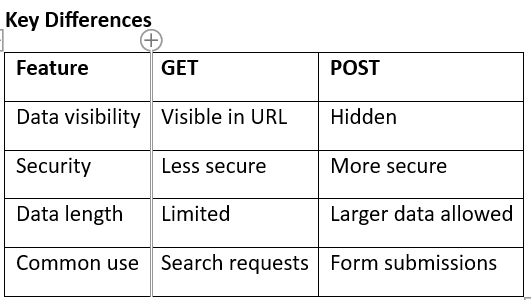 Key Differences
Feature GET POST
Data visibility Visible in URL Hidden
Security Less secure More secure
Data length Limited Larger data allowed
Common use Search requests Form submissions